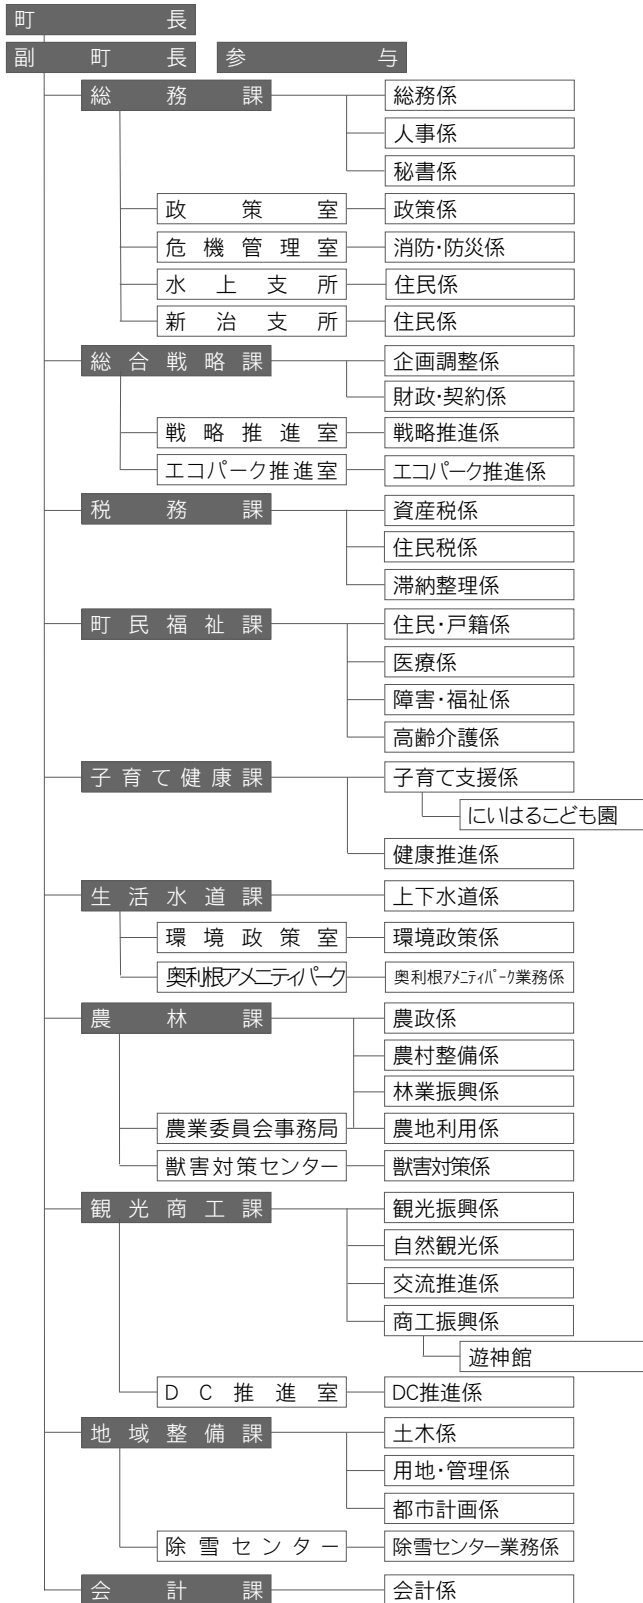 町長
副町長 参与
総務課 総務係
人事係
秘書係
政策室 政策係
危機管理室 消防・防災係
水上支所 住民係
新治支所 住民係
総合戦略課 企画調整係
財政・契約係
戦略推進室 戦略推進係
エコパーク推進室 エコパーク推進係
税務課 資産税係
住民税係
滞納整理係
町民福祉課 住民・戸籍係
医療係
障害・福祉係
高齢介護係
子育て健康課 子育て支援係
にいはるこども園
健康推進係
生活水道課 上下水道係
環境政策室 環境政策係
奥利根アメニティパーク 奥利根ｱﾒﾆﾃｨﾊﾟｰｸ業務係
農林課 農政係
農村整備係
林業振興係
農業委員会事務局 農地利用係
獣害対策センター 獣害対策係
観光商工課 観光振興係
自然観光係
交流推進係
商工振興係
遊神館
DC推進室 DC推進係
地域整備課 土木係
用地・管理係
都市計画係
除雪センター 除雪センター業務係
会計課 会計係